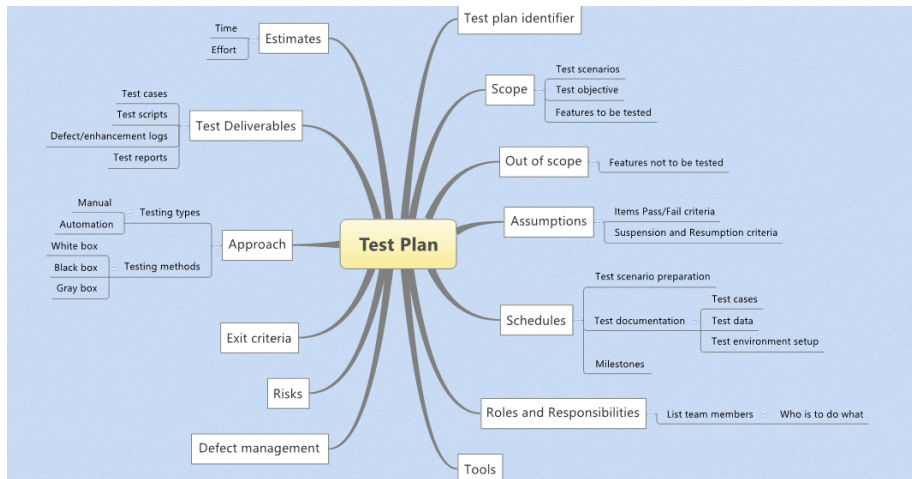 Test Plan
Test plan identifier
Scope
Test scenarios
Test objective
Features to be tested
Out of scope
Features not to be tested
Assumptions
Items Pass/Fail criteria
Suspension and Resumption criteria
Schedules
Test scenario preparation
Test documentation
Test cases
Test data
Test environment setup
Milestones
Roles and Responsibilities
List team members
Who is to do what
Tools
Estimates
Time
Effort
Test Deliverables
Test cases
Test scripts
Defect/enhancement logs
Test reports
Approach
Testing types
Manual
Automation
Testing methods
White box
Black box
Gray box
Exit criteria
Risks
Defect management